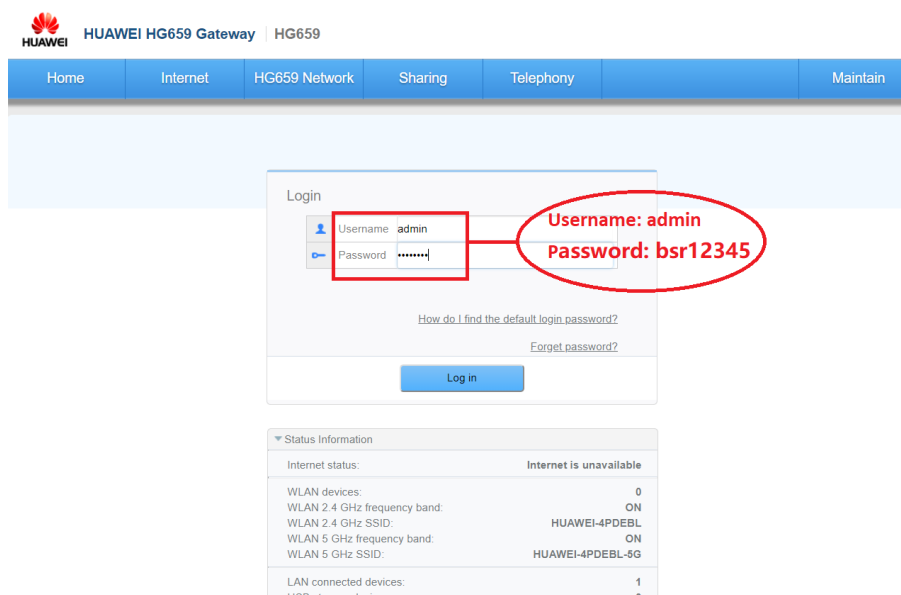 HUAWEI HUAWEI HG659 Gateway HG659
Home Internet HG659 Network Sharing Telephony Maintain
Login
Username admin
Password ••••••••
Username: admin
Password: bsr12345
How do I find the default login password?
Forget password?
Log in
Status Information
Internet status: Internet is unavailable
WLAN devices: 0
WLAN 2.4 GHz frequency band: ON
WLAN 2.4 GHz SSID: HUAWEI-4PDEBL
WLAN 5 GHz frequency band: ON
WLAN 5 GHz SSID: HUAWEI-4PDEBL-5G
LAN connected devices: 1